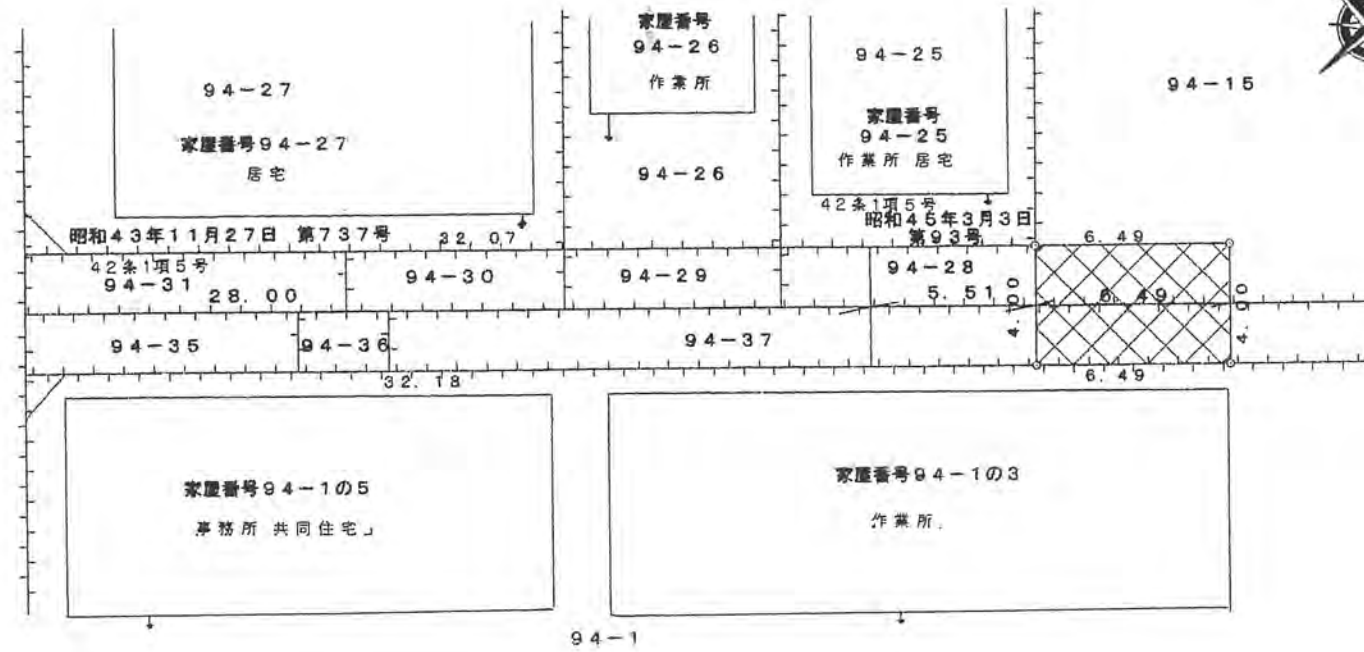 94-27
家屋番号94-27
居宅
家屋番号
94-26
作業所
94-26
94-25
家屋番号
94-25
作業所 居宅
94-15
42条1項5号
昭和45年3月3日
第93号
昭和43年11月27日 第737号
32.07
42条1項5号
94-31
28.00
94-30
94-29
94-28
5.51
6.49
4.00
6.49
4.00
6.49
94-35
94-36
94-37
32.18
家屋番号94-1の5
事務所 共同住宅
家屋番号94-1の3
作業所
94-1